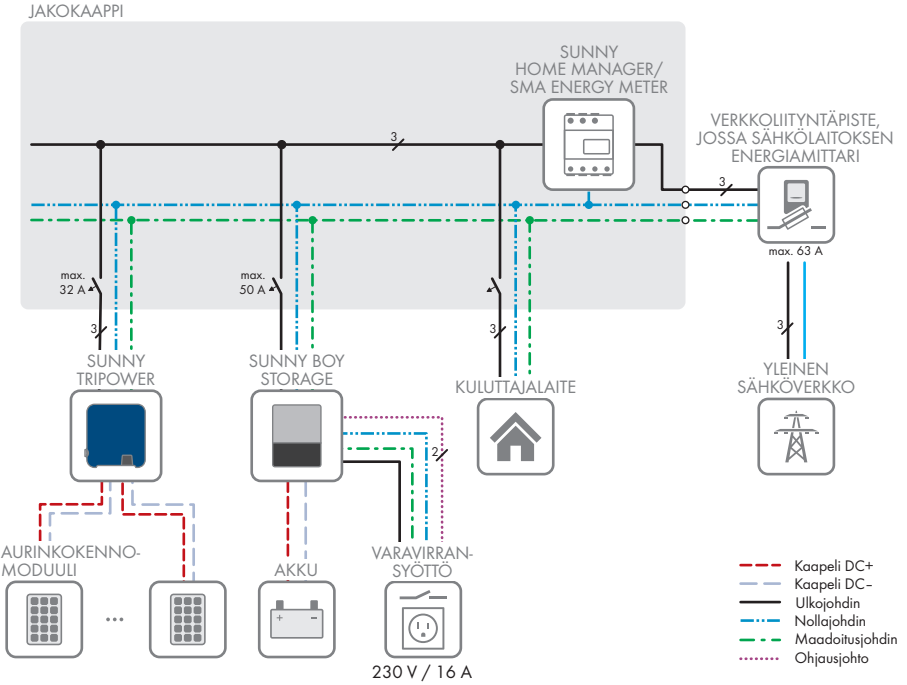 JAKOKAAPPI
SUNNY
HOME MANAGER/
SMA ENERGY METER
VERKKOLIITYNTÄPISTE,
JOSSA SÄHKÖLAITOKSEN
ENERGIAMITTARI
3
3
max.
32 A
max.
50 A
max. 63 A
3
3
3
SUNNY
TRIPOWER
SUNNY BOY
STORAGE
KULUTTAJALAITE
YLEINEN
SÄHKÖVERKKO
2
AURINKOKENNO-
MODUULI
...
AKKU
+ −
VARAVIRRAN-
SYÖTTÖ
230 V / 16 A
Kaapeli DC+
Kaapeli DC−
Ulkojohdin
Nollajohdin
Maadoitusjohdin
Ohjausjohto